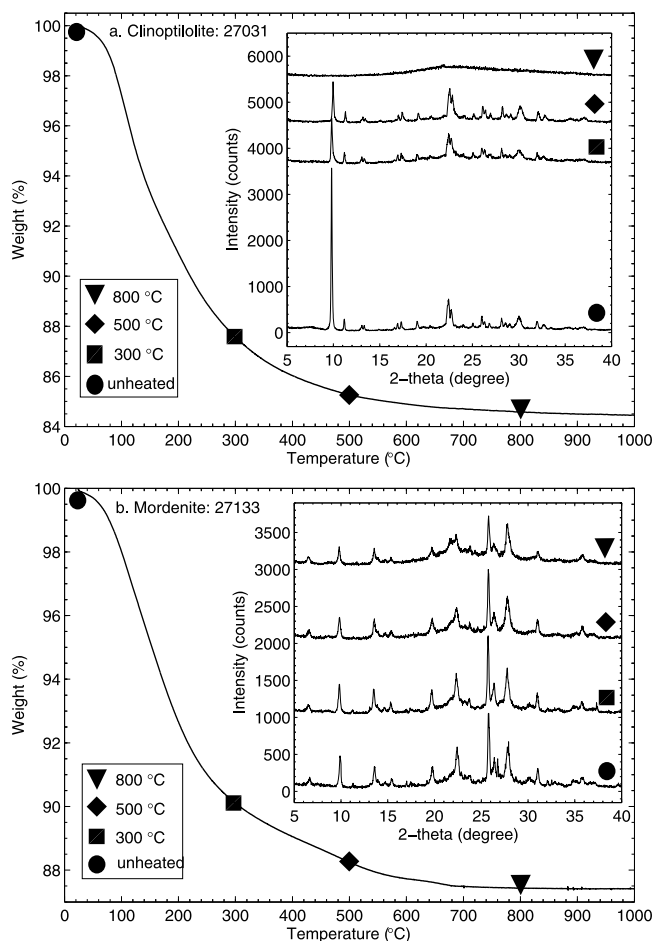 a. Clinoptilolite: 27031
Weight (%)
100
98
96
94
92
90
88
86
84
800 °C
500 °C
300 °C
unheated
0 100 200 300 400 500 600 700 800 900 1000
Temperature (°C)
Intensity (counts)
6000
5000
4000
3000
2000
1000
0
5 10 15 20 25 30 35 40
2−theta (degree)
b. Mordenite: 27133
Weight (%)
100
98
96
94
92
90
88
800 °C
500 °C
300 °C
unheated
0 100 200 300 400 500 600 700 800 900 1000
Temperature (°C)
Intensity (counts)
3500
3000
2500
2000
1500
1000
500
0
5 10 15 20 25 30 35 40
2−theta (degree)